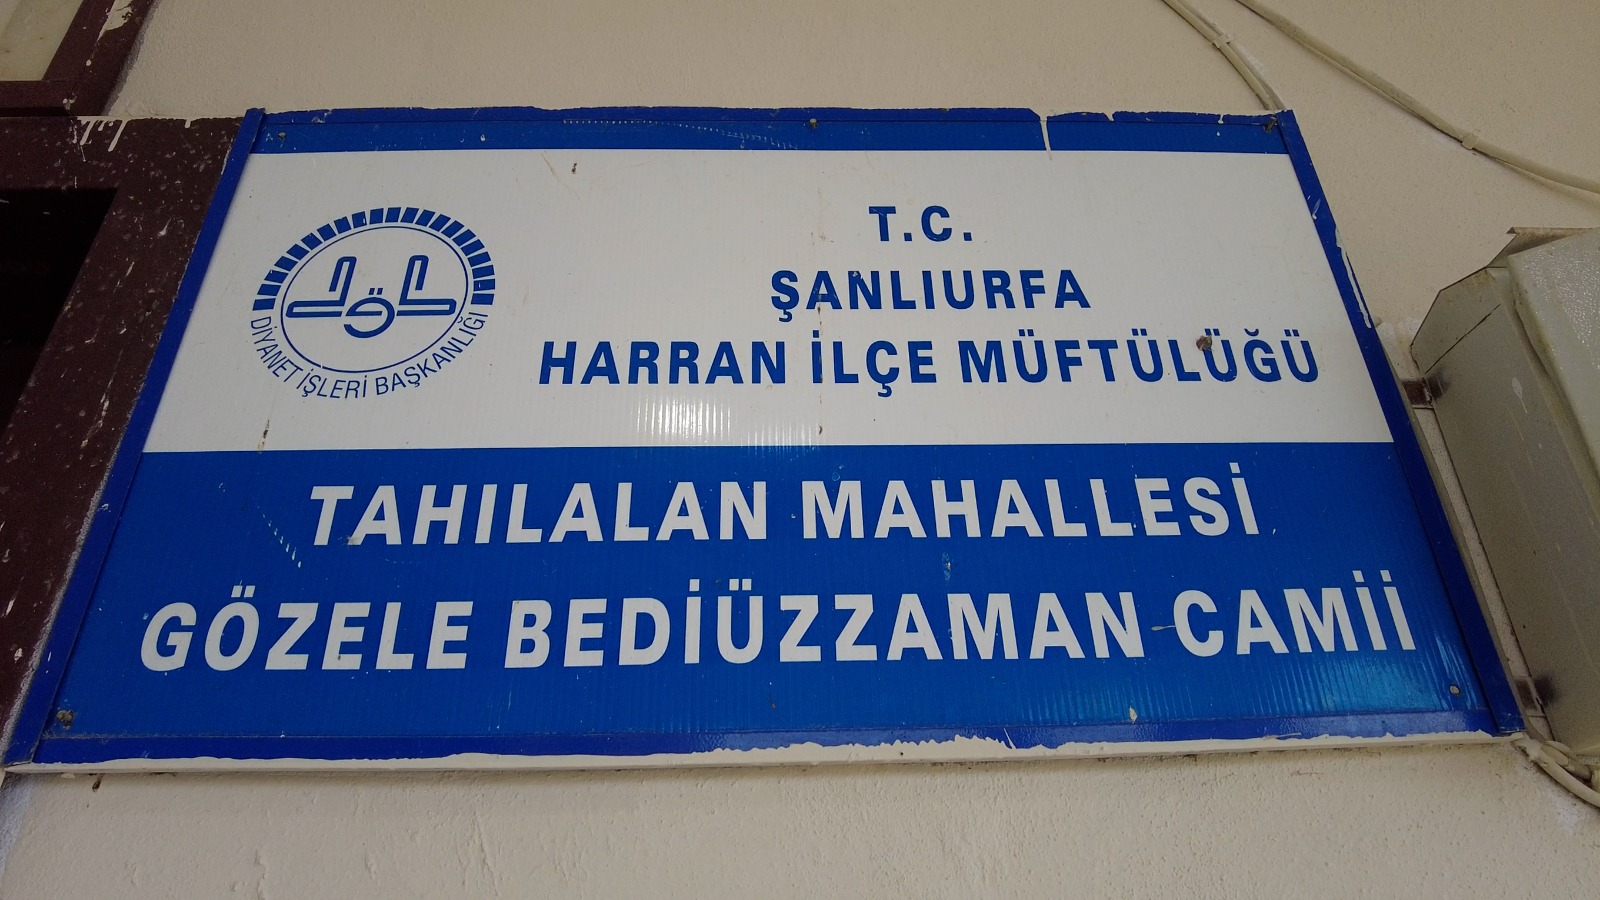 DİYANET İŞLERİ BAŞKANLIĞI
T.C.
ŞANLIURFA
HARRAN İLÇE MÜFTÜLÜĞÜ
TAHILALAN MAHALLESİ
GÖZELE BEDİÜZZAMAN CAMİİ